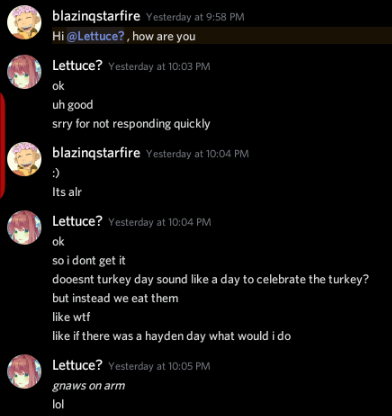 blazinqstarfire Yesterday at 9:58 PM
Hi @Lettuce? , how are you
Lettuce? Yesterday at 10:03 PM
ok
uh good
srry for not responding quickly
blazinqstarfire Yesterday at 10:04 PM
:)
Its alr
Lettuce? Yesterday at 10:04 PM
ok
so i dont get it
dooesnt turkey day sound like a day to celebrate the turkey?
but instead we eat them
like wtf
like if there was a hayden day what would i do
Lettuce? Yesterday at 10:05 PM
gnaws on arm
lol